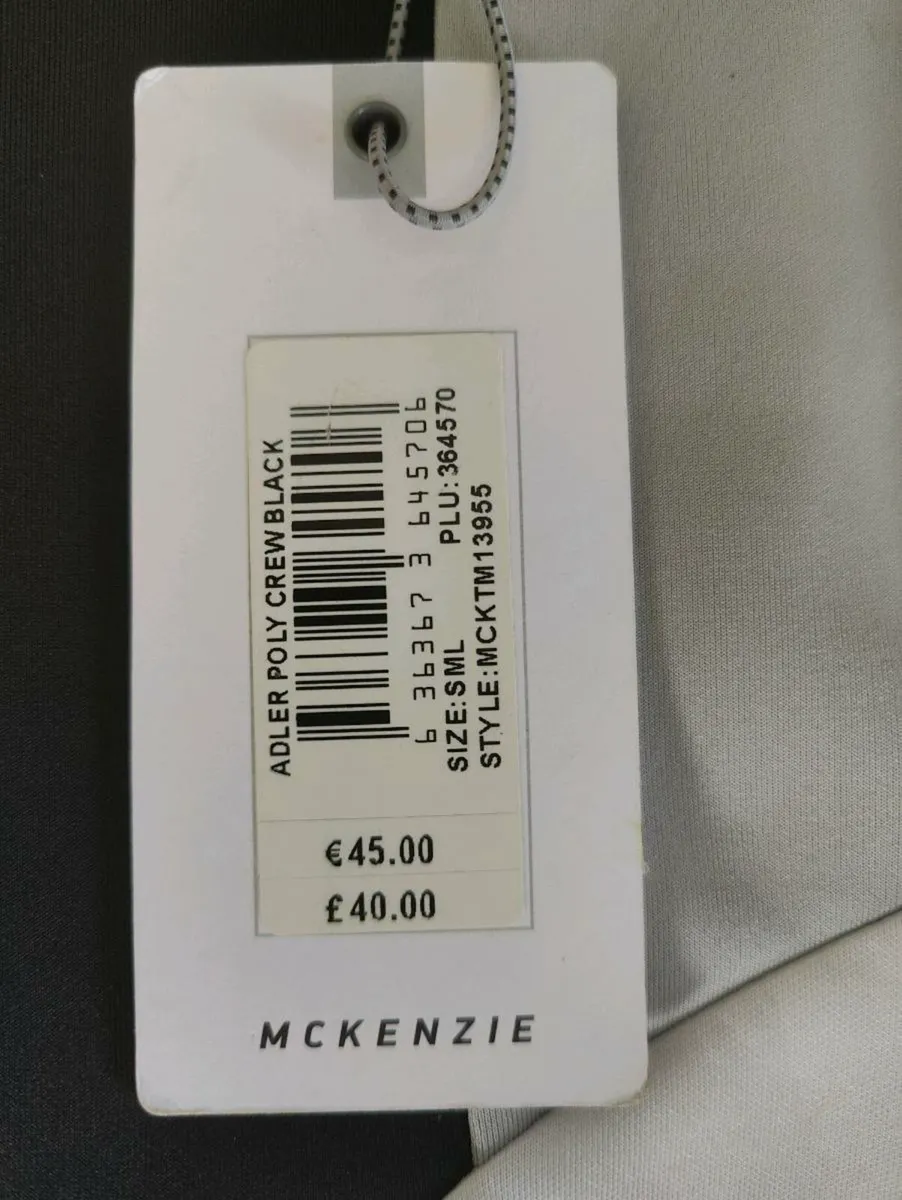 ADLER POLY CREW BLACK
6 36367 3 645706
SIZE:SML PLU:364570
STYLE:MCKTM13955
€45.00
£40.00
MCKENZIE